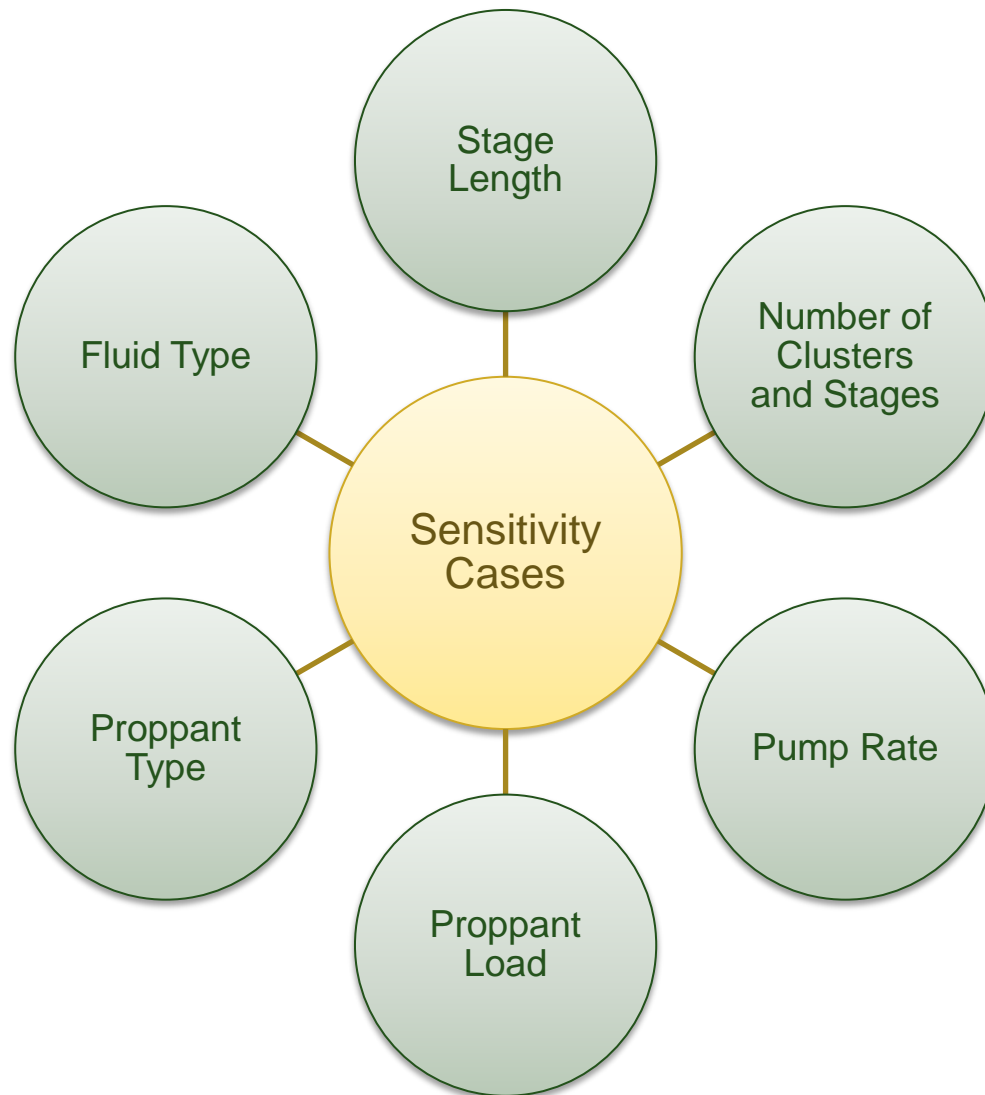 Stage
Length
Number of
Clusters
and Stages
Fluid Type
Sensitivity
Cases
Proppant
Type
Pump Rate
Proppant
Load